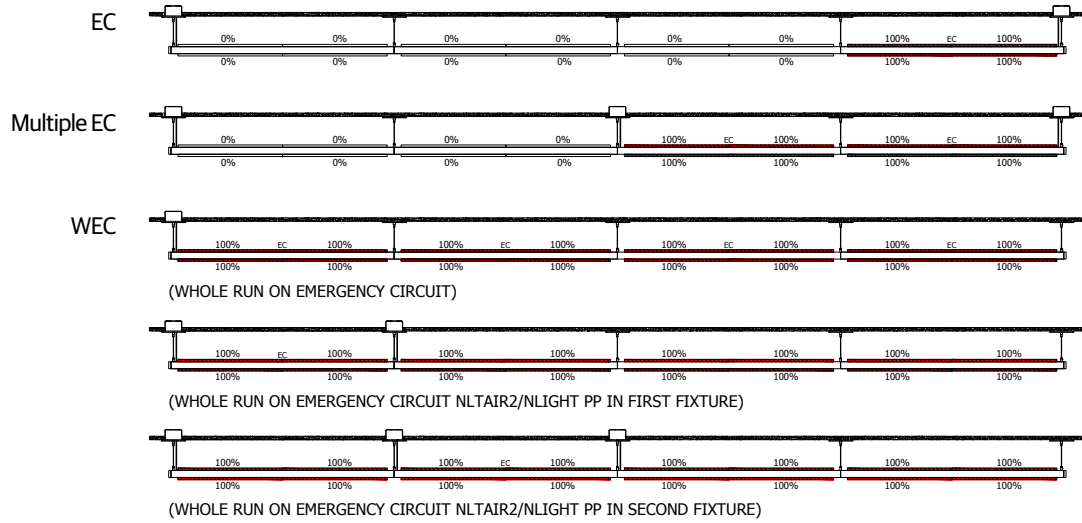 EC
0% 0% 0% 0% 0% 0% 100% EC 100%
0% 0% 0% 0% 0% 0% 100% 100%
Multiple EC
0% 0% 0% 0% 100% EC 100% 100% EC 100%
0% 0% 0% 0% 100% 100% 100% 100%
WEC
100% EC 100% 100% EC 100% 100% EC 100% 100% EC 100%
100% 100% 100% 100% 100% 100% 100% 100%
(WHOLE RUN ON EMERGENCY CIRCUIT)
100% EC 100% 100% 100% 100% 100% 100% 100%
100% 100% 100% 100% 100% 100% 100% 100%
(WHOLE RUN ON EMERGENCY CIRCUIT NLTAIR2/NLIGHT PP IN FIRST FIXTURE)
100% 100% 100% EC 100% 100% 100% 100% 100%
100% 100% 100% 100% 100% 100% 100% 100%
(WHOLE RUN ON EMERGENCY CIRCUIT NLTAIR2/NLIGHT PP IN SECOND FIXTURE)